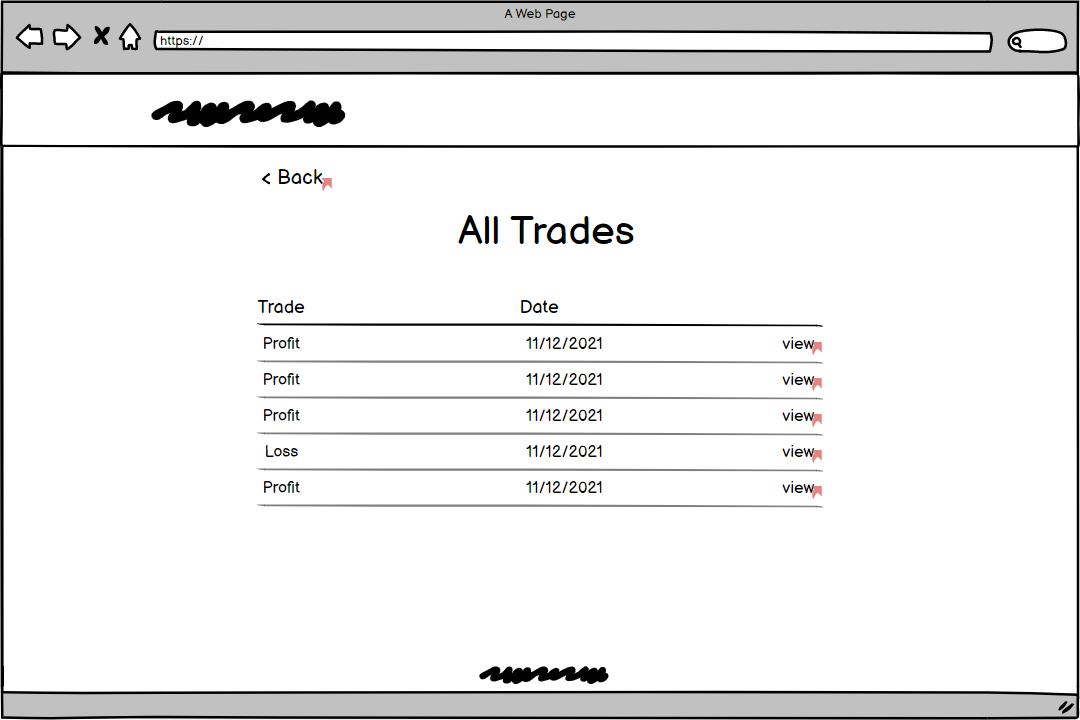 A Web Page
https://
< Back
All Trades
Trade Date
Profit 11/12/2021 view
Profit 11/12/2021 view
Profit 11/12/2021 view
Loss 11/12/2021 view
Profit 11/12/2021 view